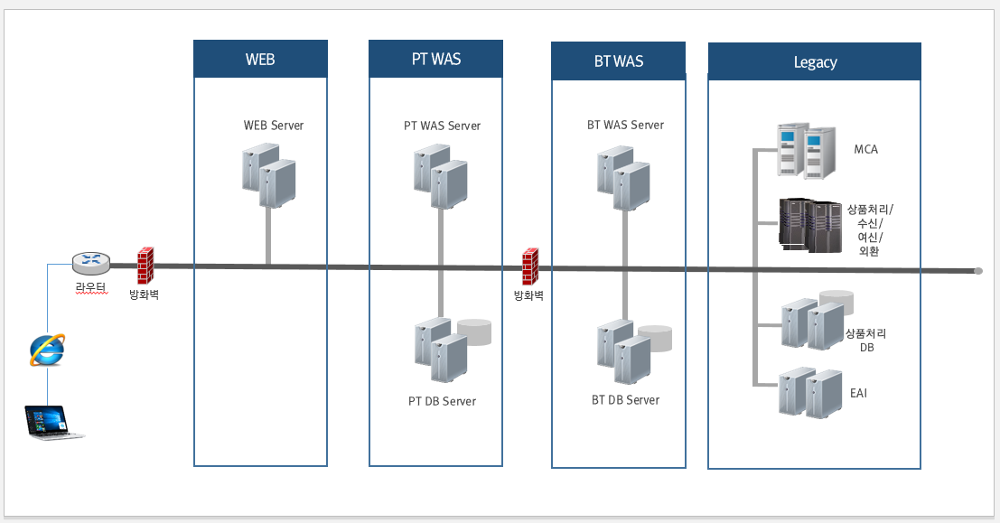 WEB
PT WAS
BT WAS
Legacy
WEB Server
PT WAS Server
BT WAS Server
MCA
상품처리/
수신/
여신/
외환
라우터
방화벽
방화벽
상품처리
DB
PT DB Server
BT DB Server
EAI